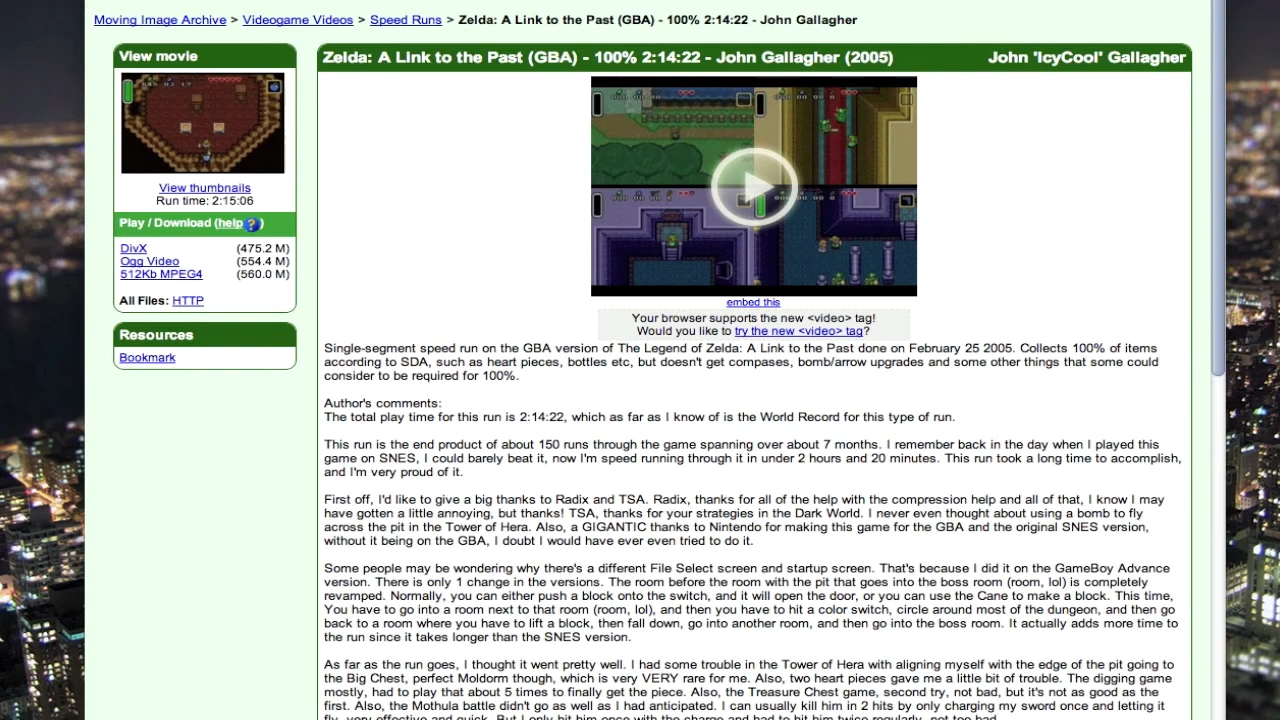 Moving Image Archive > Videogame Videos > Speed Runs > Zelda: A Link to the Past (GBA) - 100% 2:14:22 - John Gallagher
View movie
View thumbnails
Run time: 2:15:06
Play / Download (help?)
DivX (475.2 M)
Ogg Video (554.4 M)
512Kb MPEG4 (560.0 M)
All Files: HTTP
Resources
Bookmark
Zelda: A Link to the Past (GBA) - 100% 2:14:22 - John Gallagher (2005) John 'IcyCool' Gallagher
embed this
Your browser supports the new <video> tag!
Would you like to try the new <video> tag?
Single-segment speed run on the GBA version of The Legend of Zelda: A Link to the Past done on February 25 2005. Collects 100% of items
according to SDA, such as heart pieces, bottles etc, but doesn't get compases, bomb/arrow upgrades and some other things that some could
consider to be required for 100%.
Author's comments:
The total play time for this run is 2:14:22, which as far as I know of is the World Record for this type of run.
This run is the end product of about 150 runs through the game spanning over about 7 months. I remember back in the day when I played this
game on SNES, I could barely beat it, now I'm speed running through it in under 2 hours and 20 minutes. This run took a long time to accomplish,
and I'm very proud of it.
First off, I'd like to give a big thanks to Radix and TSA. Radix, thanks for all of the help with the compression help and all of that, I know I may
have gotten a little annoying, but thanks! TSA, thanks for your strategies in the Dark World. I never even thought about using a bomb to fly
across the pit in the Tower of Hera. Also, a GIGANTIC thanks to Nintendo for making this game for the GBA and the original SNES version,
without it being on the GBA, I doubt I would have ever even tried to do it.
Some people may be wondering why there's a different File Select screen and startup screen. That's because I did it on the GameBoy Advance
version. There is only 1 change in the versions. The room before the room with the pit that goes into the boss room (room, lol) is completely
revamped. Normally, you can either push a block onto the switch, and it will open the door, or you can use the Cane to make a block. This time,
You have to go into a room next to that room (room, lol), and then you have to hit a color switch, circle around most of the dungeon, and then go
back to a room where you have to lift a block, then fall down, go into another room, and then go into the boss room. It actually adds more time to
the run since it takes longer than the SNES version.
As far as the run goes, I thought it went pretty well. I had some trouble in the Tower of Hera with aligning myself with the edge of the pit going to
the Big Chest, perfect Moldorm though, which is very VERY rare for me. Also, two heart pieces gave me a little bit of trouble. The digging game
mostly, had to play that about 5 times to finally get the piece. Also, the Treasure Chest game, second try, not bad, but it's not as good as the
first. Also, the Mothula battle didn't go as well as I had anticipated. I can usually kill him in 2 hits by only charging my sword once and letting it
fly, very effective and quick. But I only hit him once with the charge and had to hit him twice regularly, not too bad.